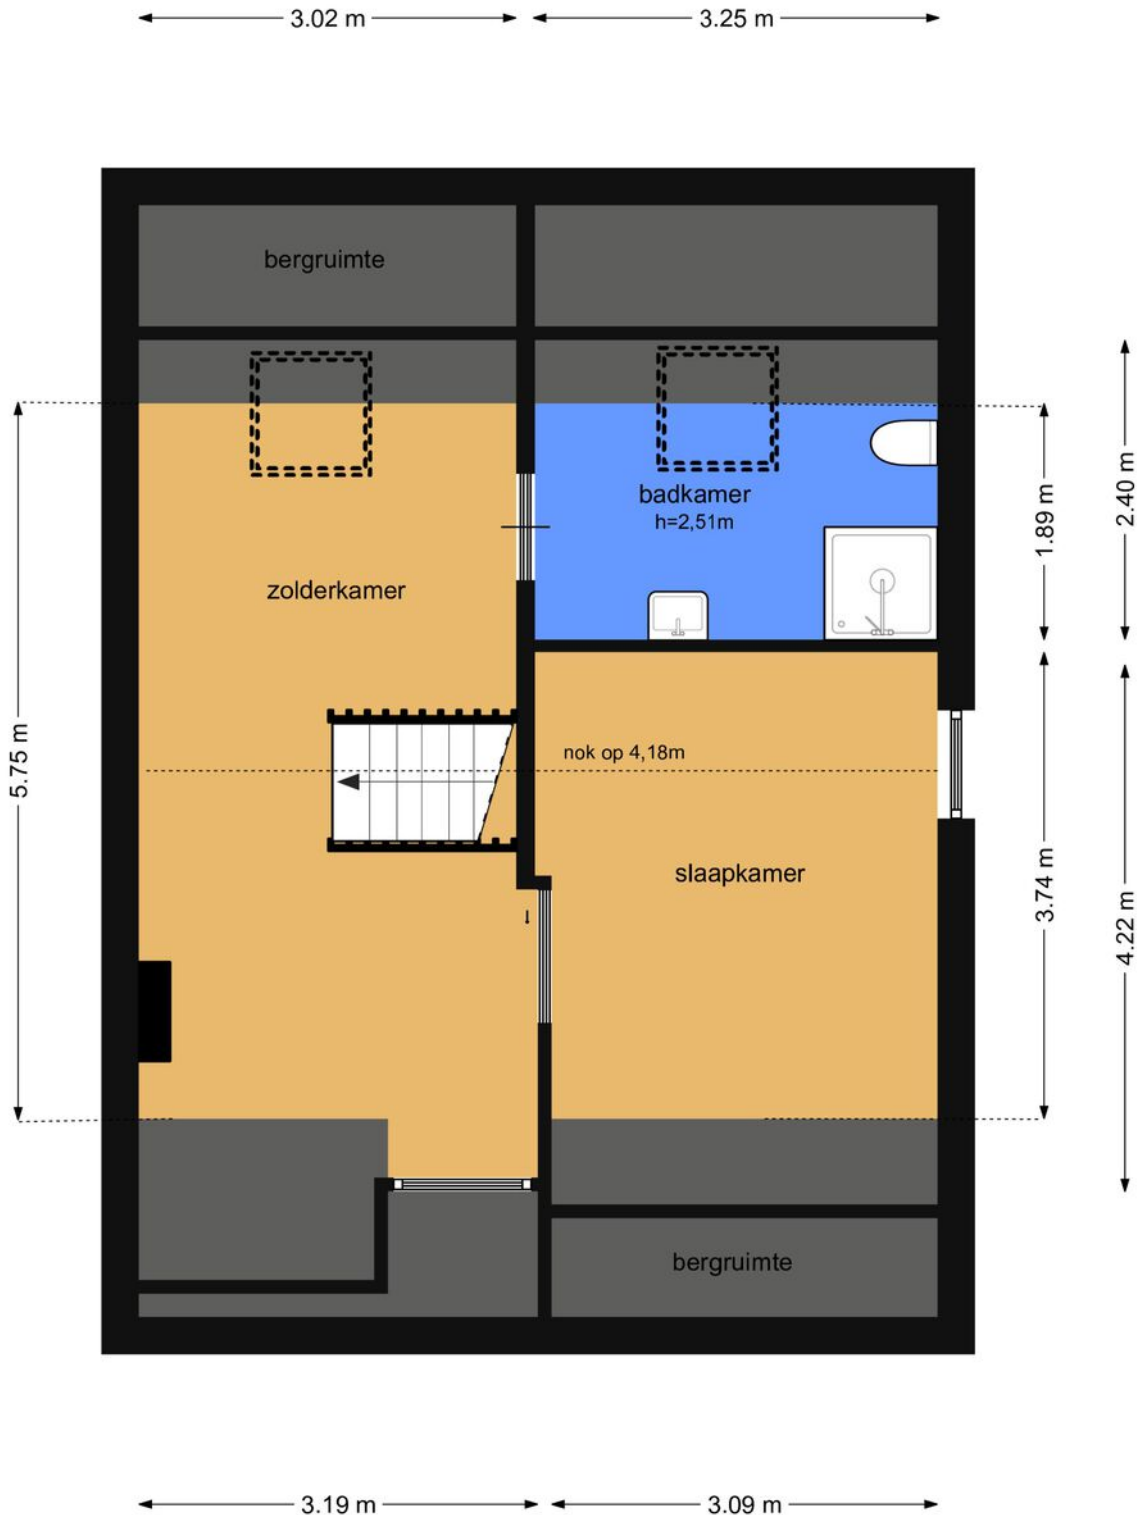 3.02 m
3.25 m
bergruimte
badkamer
h=2,51m
1.89 m
2.40 m
zolderkamer
5.75 m
nok op 4,18m
slaapkamer
3.74 m
4.22 m
bergruimte
3.19 m
3.09 m